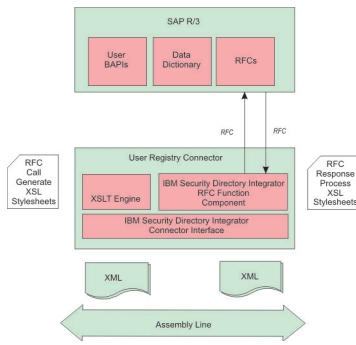 SAP R/3
User
BAPIs
Data
Dictionary
RFCs
RFC
RFC
RFC
Call
Generate
XSL
Stylesheets
User Registry Connector
XSLT Engine
IBM Security Directory Integrator
RFC Function
Component
IBM Security Directory Integrator
Connector Interface
RFC
Response
Process
XSL
Stylesheets
XML
XML
Assembly Line